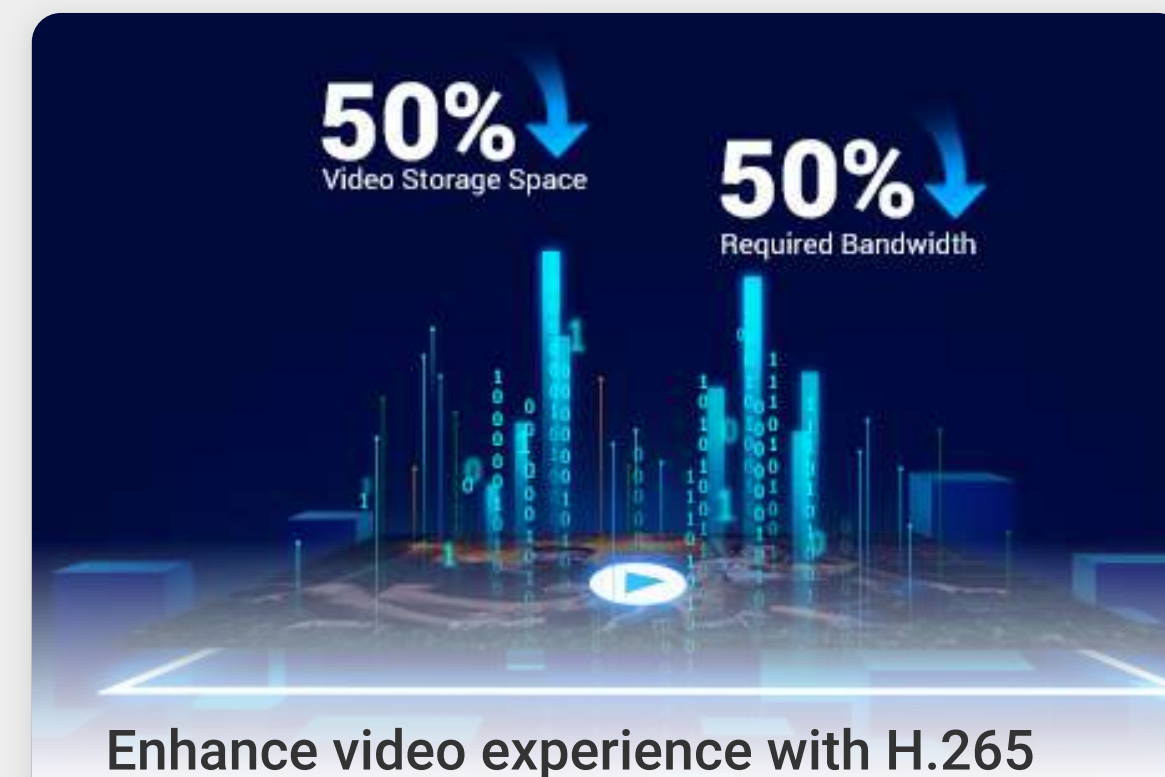 50%
Video Storage Space
50%
Required Bandwidth
Enhance video experience with H.265